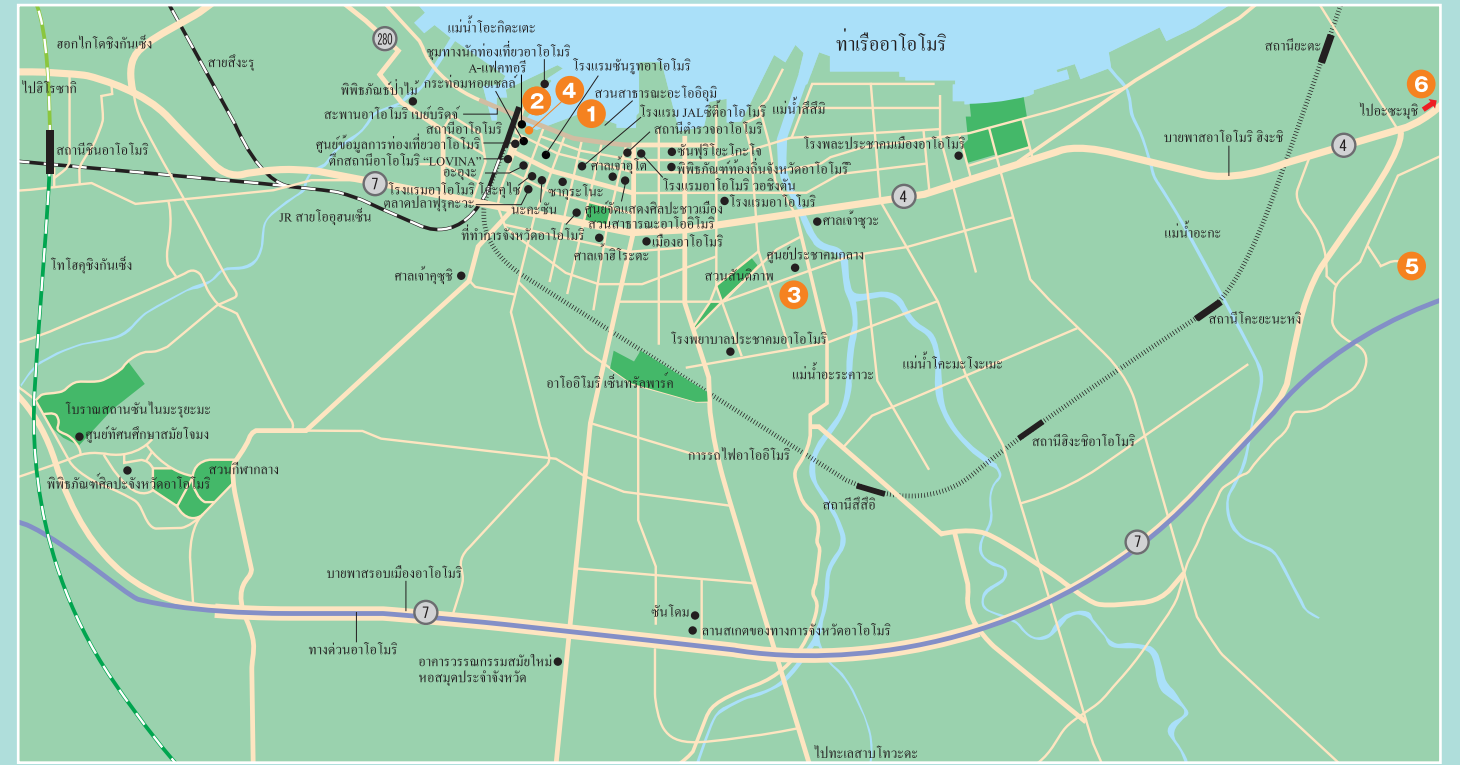 แม่น้ำโอะกิดะเตะ
ท่าเรืออาโอโมริ
ฮอกไกโดชิงกันเซ็ง
280
ชุมทางนักท่องเที่ยวอาโอโมริ
สถานียะตะ
สายสึงะรุ
A-แฟคทอรี
โรงแรมซันรูทอาโอโมริ
ไปฮิโรซากิ
พิพิธภัณธ์ป่าไม้
กระท่อมหอยเชลล์
6
2
4
สวนสาธารณะอะโออิอุมิ
แม่น้ำสึสึมิ
ไปอะซะมุชิ
สะพานอาโอโมริ เบย์บริดจ์
1
โรงแรม JALซิตี้อาโอโมริ
สถานีอาโอโมริ
สถานีตำรวจอาโอโมริ
บายพาสอาโอโมริ ฮิงะชิ
ศูนย์ข้อมูลการท่องเที่ยวอาโอโมริ
ซันฟุริโยะโคะโจ
โรงพละประชาคมเมืองอาโอโมริ
4
สถานีชินอาโอโมริ
ตึกสถานีอาโอโมริ “LOVINA”
ศาลเจ้าอุโต
พิพิธภัณฑ์ท้องถิ่นจังหวัดอาโอโมริ
อะอุงะ
7
โรงแรมอาโอโมริ โอะคุไซ่
ซาคุระโนะ
โรงแรมอาโอโมริ วอชิงตัน
4
ตลาดปลาฟุรุคะวะ
นะคะซัน
ศูนย์จัดแสดงศิลปะชาวเมือง
โรงแรมอาโอโมริ
JR สายโออุสนเซ็น
สวนสาธารณะอาโออิโมริ
ศาลเจ้าซุวะ
ที่ทำการจังหวัดอาโอโมริ
เมืองอาโอโมริ
แม่น้ำอะกะ
ศาลเจ้าฮิโระตะ
ศูนย์ประชาคมกลาง
โทโฮคุชิงกันเซ็ง
ศาลเจ้าคุซุชิ
สวนสันติภาพ
5
3
สถานีโคะยะนะหงิ
โรงพยาบาลประชาคมอาโอโมริ
แม่น้ำโคะมะโงะเมะ
อาโออิโมริ เซ็นทรัลพาร์ค
แม่น้ำอะระคาวะ
โบราณสถานซันไนมะรุยะมะ
ศูนย์ทัศนศึกษาสมัยโจมง
สถานีฮิงะชิอาโอโมริ
การรถไฟอาโออิโมริ
สวนกีฬากลาง
พิพิธภัณฑ์ศิลปะจังหวัดอาโอโมริ
สถานีสึสึอิ
7
บายพาสรอบเมืองอาโอโมริ
7
ซันโดม
ลานสเกตของทางการจังหวัดอาโอโมริ
ทางด่วนอาโอโมริ
อาคารวรรณกรรมสมัยใหม่
หอสมุดประจำจังหวัด
ไปทะเลสาบโทวะดะ